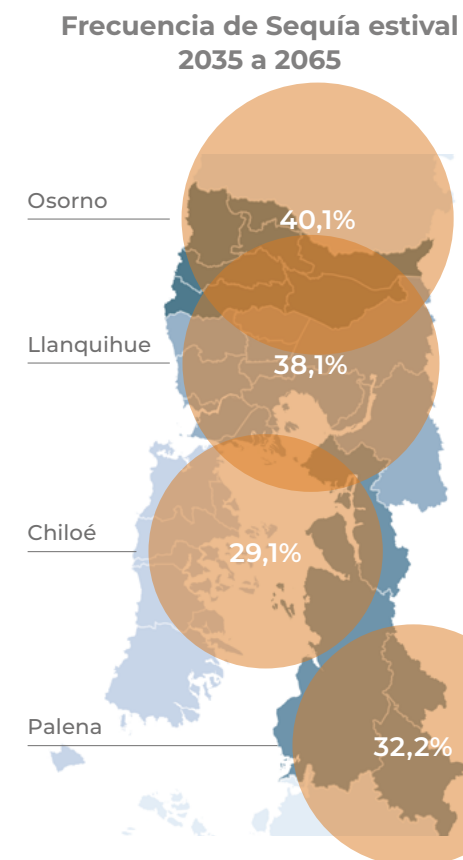 Frecuencia de Sequía estival
2035 a 2065
Osorno
40,1%
Llanquihue
38,1%
Chiloé
29,1%
Palena
32,2%